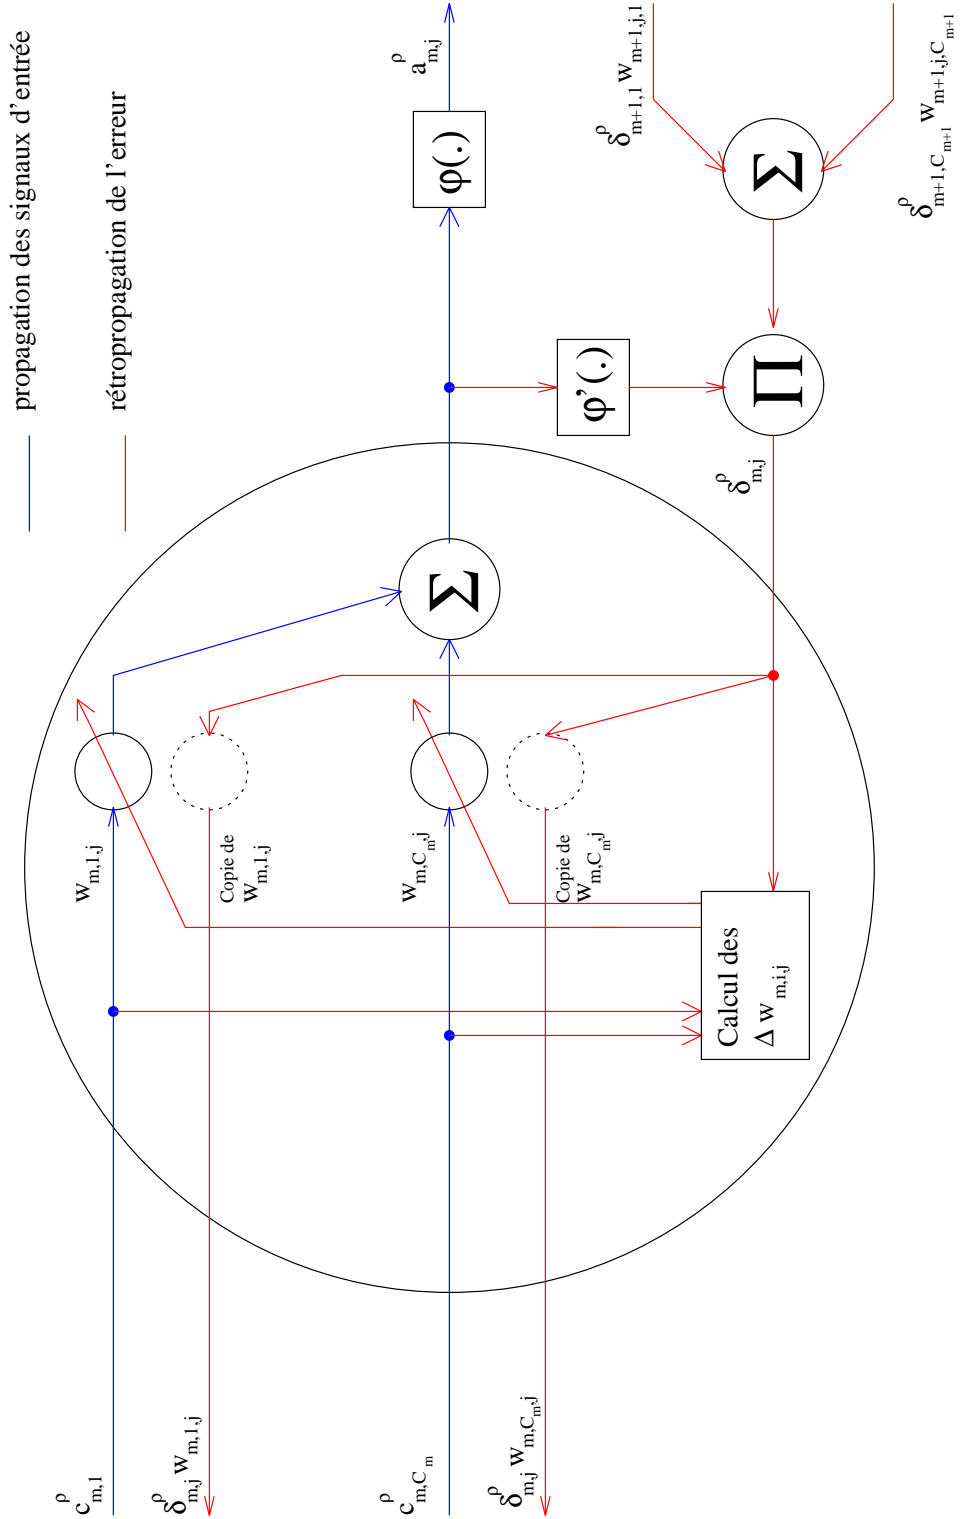 propagation des signaux d'entrée
rétropropagation de l'erreur
c^ρ_{m,1}
w_{m,1,j}
δ^ρ_{m,j} w_{m,1,j}
Copie de
w_{m,1,j}
c^ρ_{m,C_m}
w_{m,C_m,j}
Σ
φ(.)
a^ρ_{m,j}
δ^ρ_{m,j} w_{m,C_m,j}
Copie de
w_{m,C_m,j}
φ'(.)
δ^ρ_{m+1,1} w_{m+1,j,1}
Calcul des
Δ w_{m,i,j}
δ^ρ_{m,j}
Π
Σ
δ^ρ_{m+1,C_{m+1}} w_{m+1,j,C_{m+1}}